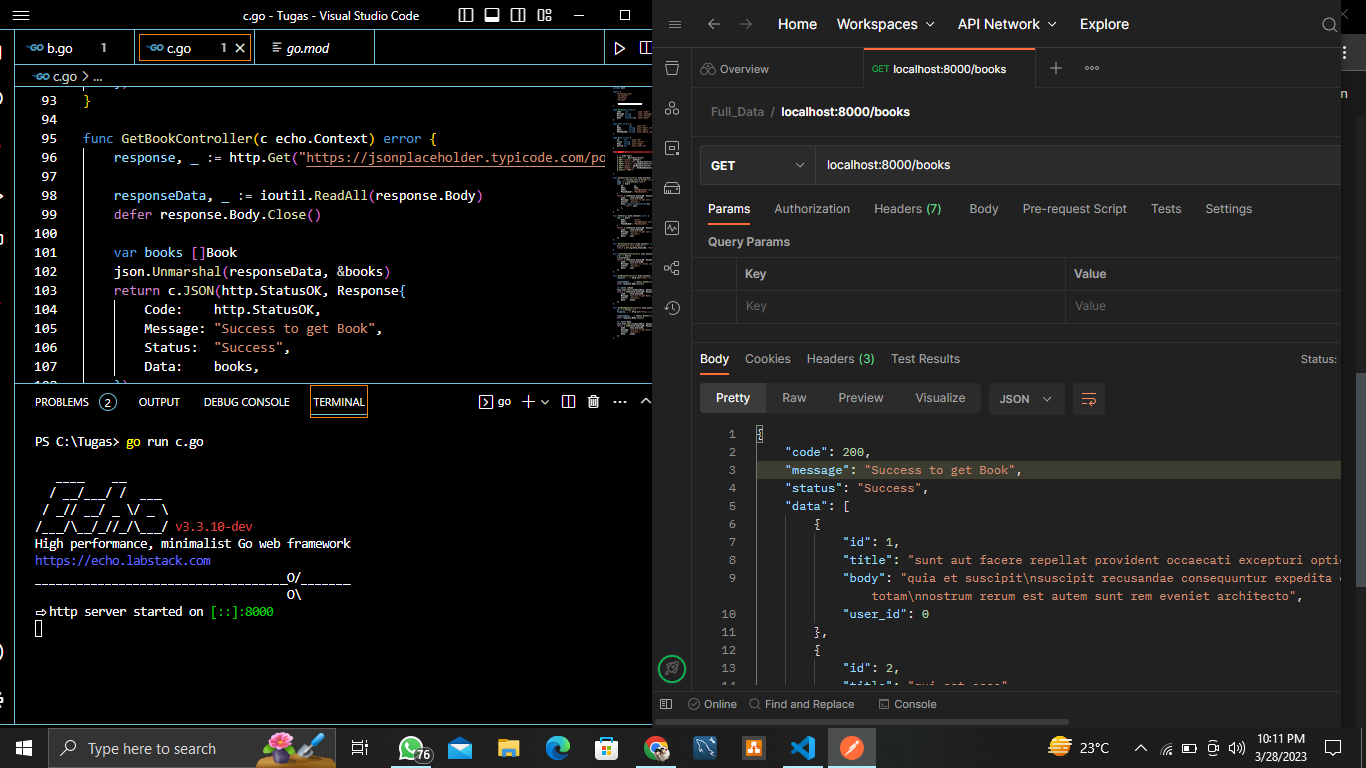 c.go - Tugas - Visual Studio Code
b.go 1 c.go 1 go.mod
c.go > ...
93 }
94
95 func GetBookController(c echo.Context) error {
96 response, _ := http.Get("https://jsonplaceholder.typicode.com/po
97
98 responseData, _ := ioutil.ReadAll(response.Body)
99 defer response.Body.Close()
100
101 var books []Book
102 json.Unmarshal(responseData, &books)
103 return c.JSON(http.StatusOK, Response{
104 Code: http.StatusOK,
105 Message: "Success to get Book",
106 Status: "Success",
107 Data: books,
108 })
PROBLEMS 2 OUTPUT DEBUG CONSOLE TERMINAL go
PS C:\Tugas> go run c.go
v3.3.10-dev
High performance, minimalist Go web framework
https://echo.labstack.com
____________________________________O/_______
O\
⇨ http server started on [::]:8000
Home Workspaces API Network Explore
Overview GET localhost:8000/books
Full_Data / localhost:8000/books
GET localhost:8000/books
Params Authorization Headers (7) Body Pre-request Script Tests Settings
Query Params
Key Value
Key Value
Body Cookies Headers (3) Test Results Status:
Pretty Raw Preview Visualize JSON
1 {
2 "code": 200,
3 "message": "Success to get Book",
4 "status": "Success",
5 "data": [
6 {
7 "id": 1,
8 "title": "sunt aut facere repellat provident occaecati excepturi optio
9 "body": "quia et suscipit\nsuscipit recusandae consequuntur expedita e
totam\nnostrum rerum est autem sunt rem eveniet architecto",
10 "user_id": 0
11 },
12 {
13 "id": 2,
14 "title": "qui est esse"
Online Find and Replace Console
Type here to search
76
23°C
10:11 PM
3/28/2023